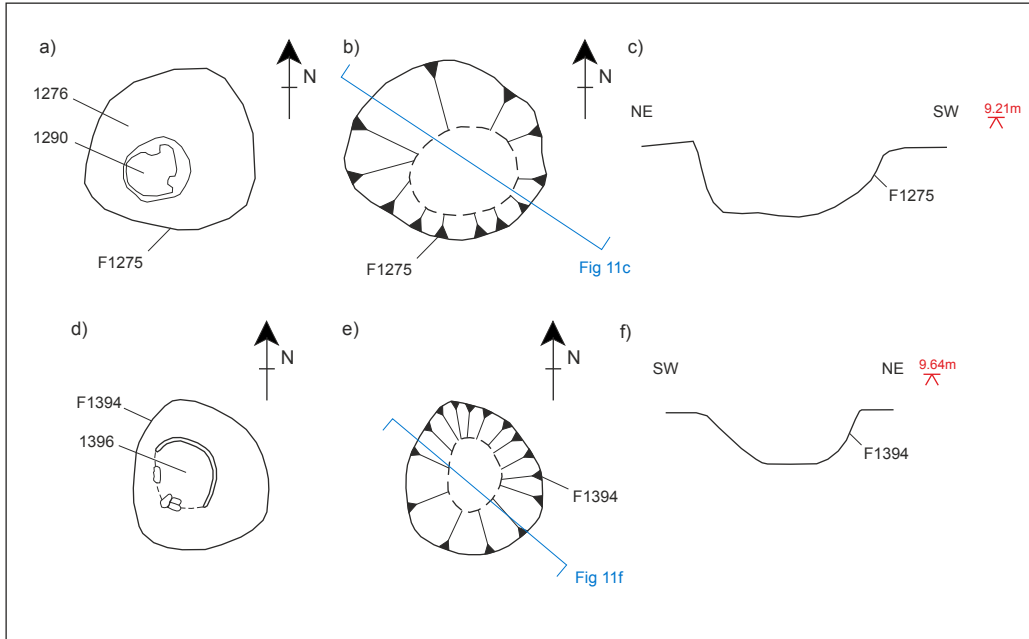 a)
N
1276
1290
F1275
b)
N
F1275
Fig 11c
c)
NE
SW
9.21m
F1275
d)
N
F1394
1396
e)
N
F1394
Fig 11f
f)
SW
NE
9.64m
F1394